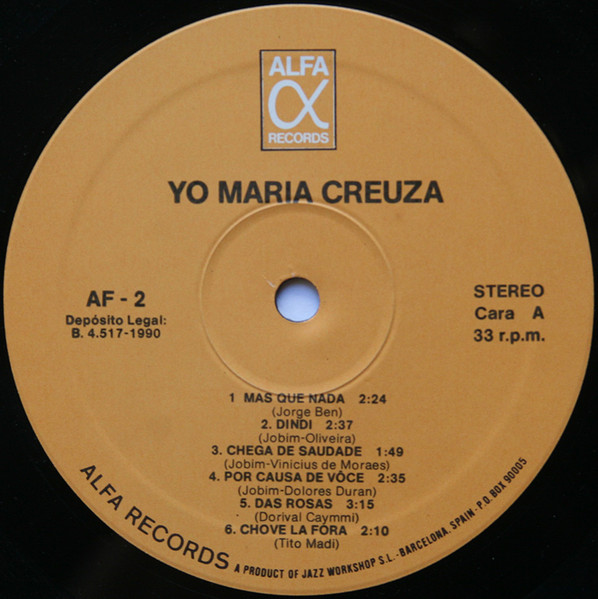 ALFA
α
RECORDS
YO MARIA CREUZA
AF - 2
Depósito Legal:
B. 4.517-1990
STEREO
Cara A
33 r.p.m.
1 MAS QUE NADA 2:24
(Jorge Ben)
2. DINDI 2:37
(Jobim-Oliveira)
3. CHEGA DE SAUDADE 1:49
(Jobim-Vinicius de Moraes)
4. POR CAUSA DE VÔCE 2:35
(Jobim-Dolores Duran)
5. DAS ROSAS 3:15
(Dorival Caymmi)
6. CHOVE LA FÓRA 2:10
(Tito Madi)
ALFA RECORDS A PRODUCT OF JAZZ WORKSHOP S.L. -BARCELONA. SPAIN - P.O. BOX 90005